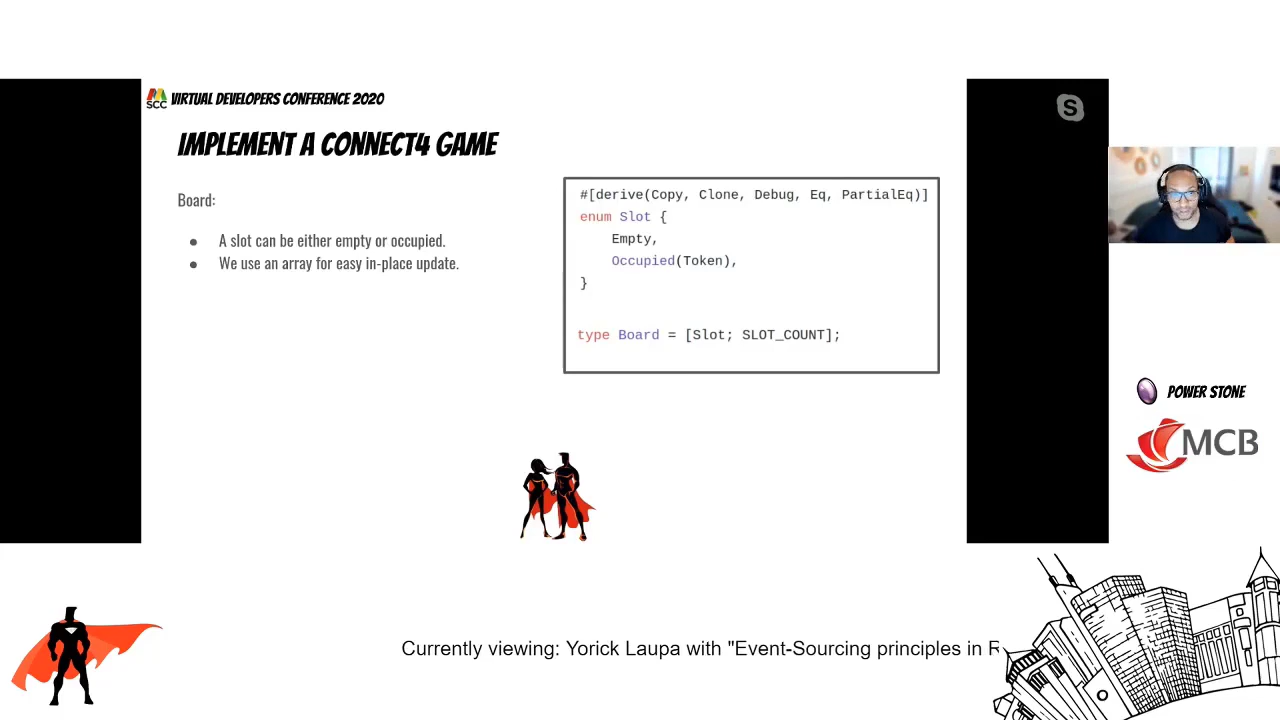 SCC VIRTUAL DEVELOPERS CONFERENCE 2020
IMPLEMENT A CONNECT4 GAME
Board:
● A slot can be either empty or occupied.
● We use an array for easy in-place update.
#[derive(Copy, Clone, Debug, Eq, PartialEq)]
enum Slot {
Empty,
Occupied(Token),
}
type Board = [Slot; SLOT_COUNT];
S
POWER STONE
MCB
Currently viewing: Yorick Laupa with "Event-Sourcing principles in R